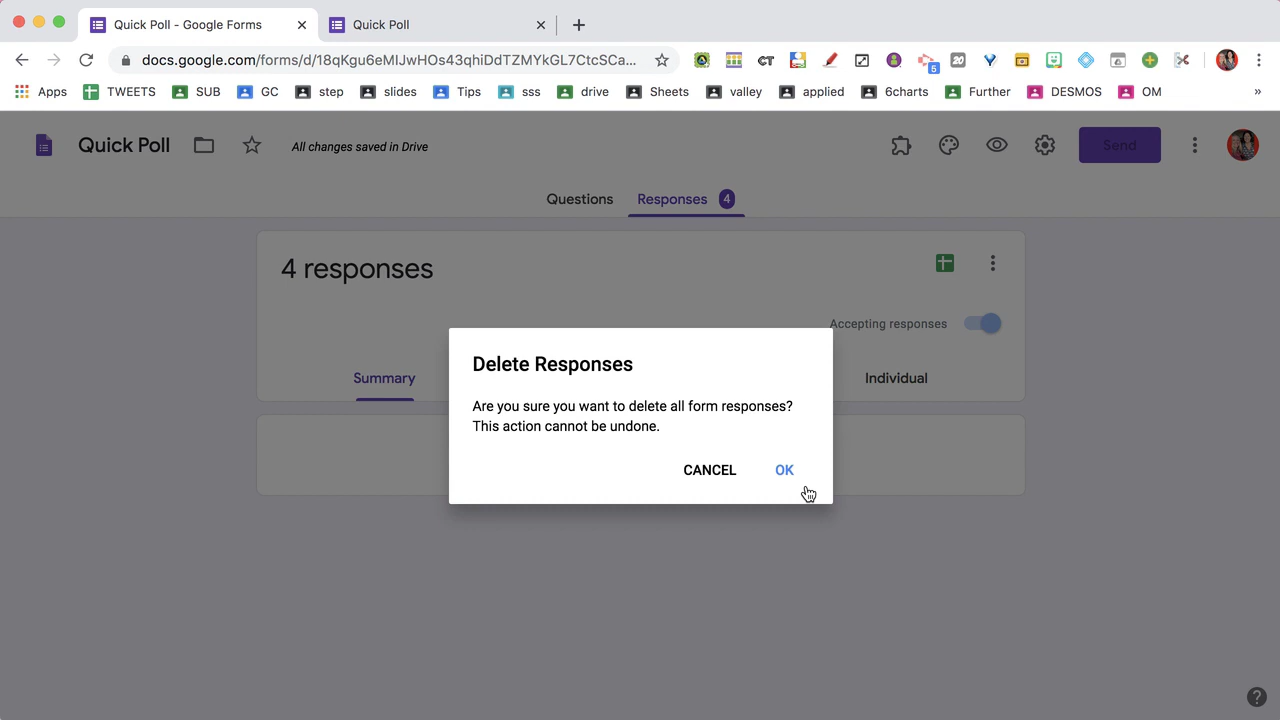 Quick Poll - Google Forms
Quick Poll
docs.google.com/forms/d/18qKgu6eMIJwHOs43qhiDdTZMYkGL7CtcSCa...
CT
5
20
Apps TWEETS SUB GC step slides Tips sss drive Sheets valley applied 6charts Further DESMOS OM »
Quick Poll
All changes saved in Drive
Send
Questions
Responses 4
4 responses
Accepting responses
Summary
Individual
Delete Responses
Are you sure you want to delete all form responses?
This action cannot be undone.
CANCEL OK